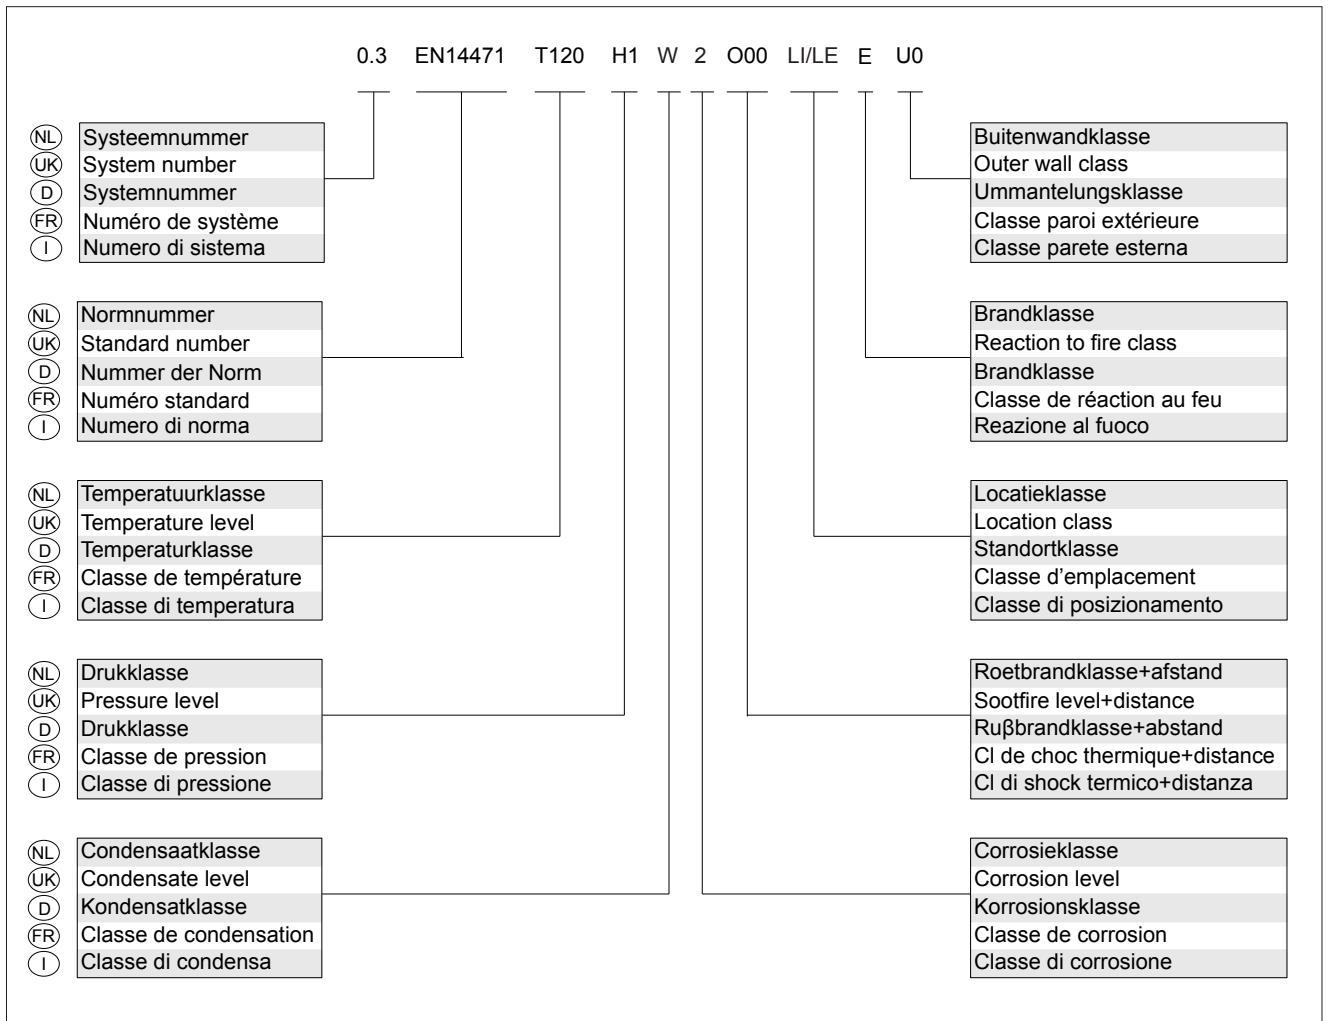 0.3 EN14471 T120 H1 W 2 O00 LI/LE E U0
NL Systeemnummer
UK System number
D Systemnummer
FR Numéro de système
I Numero di sistema
NL Normnummer
UK Standard number
D Nummer der Norm
FR Numéro standard
I Numero di norma
NL Temperatuurklasse
UK Temperature level
D Temperaturklasse
FR Classe de température
I Classe di temperatura
NL Drukklasse
UK Pressure level
D Drukklasse
FR Classe de pression
I Classe di pressione
NL Condensaatklasse
UK Condensate level
D Kondensatklasse
FR Classe de condensation
I Classe di condensa
Buitenwandklasse
Outer wall class
Ummantelungsklasse
Classe paroi extérieure
Classe parete esterna
Brandklasse
Reaction to fire class
Brandklasse
Classe de réaction au feu
Reazione al fuoco
Locatieklasse
Location class
Standortklasse
Classe d’emplacement
Classe di posizionamento
Roetbrandklasse+afstand
Sootfire level+distance
Ruβbrandklasse+abstand
Cl de choc thermique+distance
Cl di shock termico+distanza
Corrosieklasse
Corrosion level
Korrosionsklasse
Classe de corrosion
Classe di corrosione